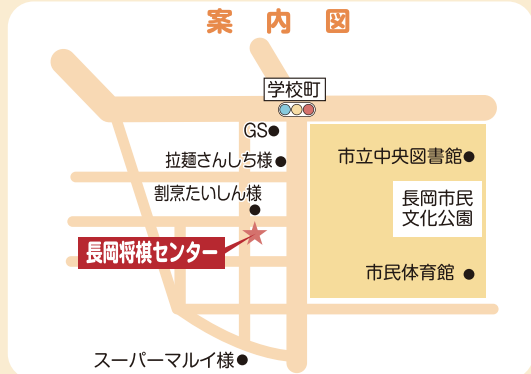 案内図
学校町
GS
拉麺さんしち様
市立中央図書館
割烹たいしん様
長岡市民
文化公園
長岡将棋センター
市民体育館
スーパーマルイ様